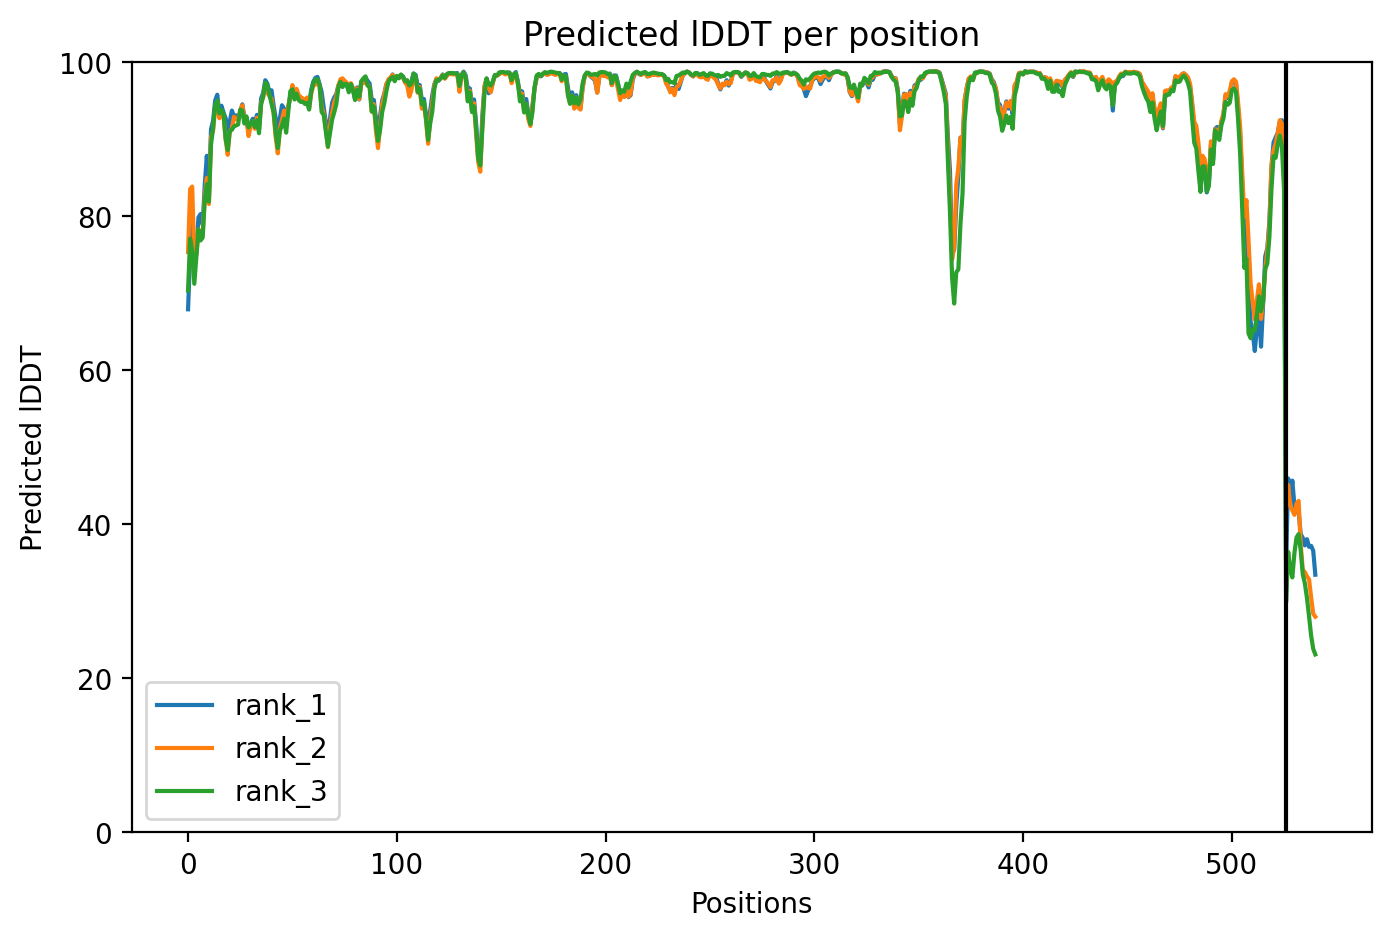 Predicted lDDT per position
100
80
60
40
20
0
Predicted lDDT
rank_1
rank_2
rank_3
0 100 200 300 400 500
Positions